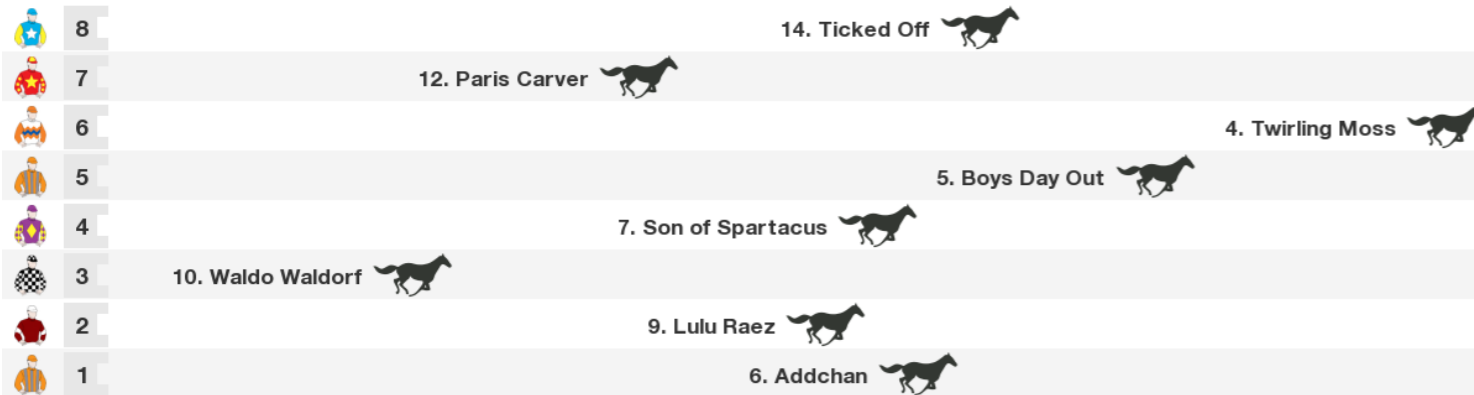 8 14. Ticked Off
7 12. Paris Carver
6 4. Twirling Moss
5 5. Boys Day Out
4 7. Son of Spartacus
3 10. Waldo Waldorf
2 9. Lulu Raez
1 6. Addchan